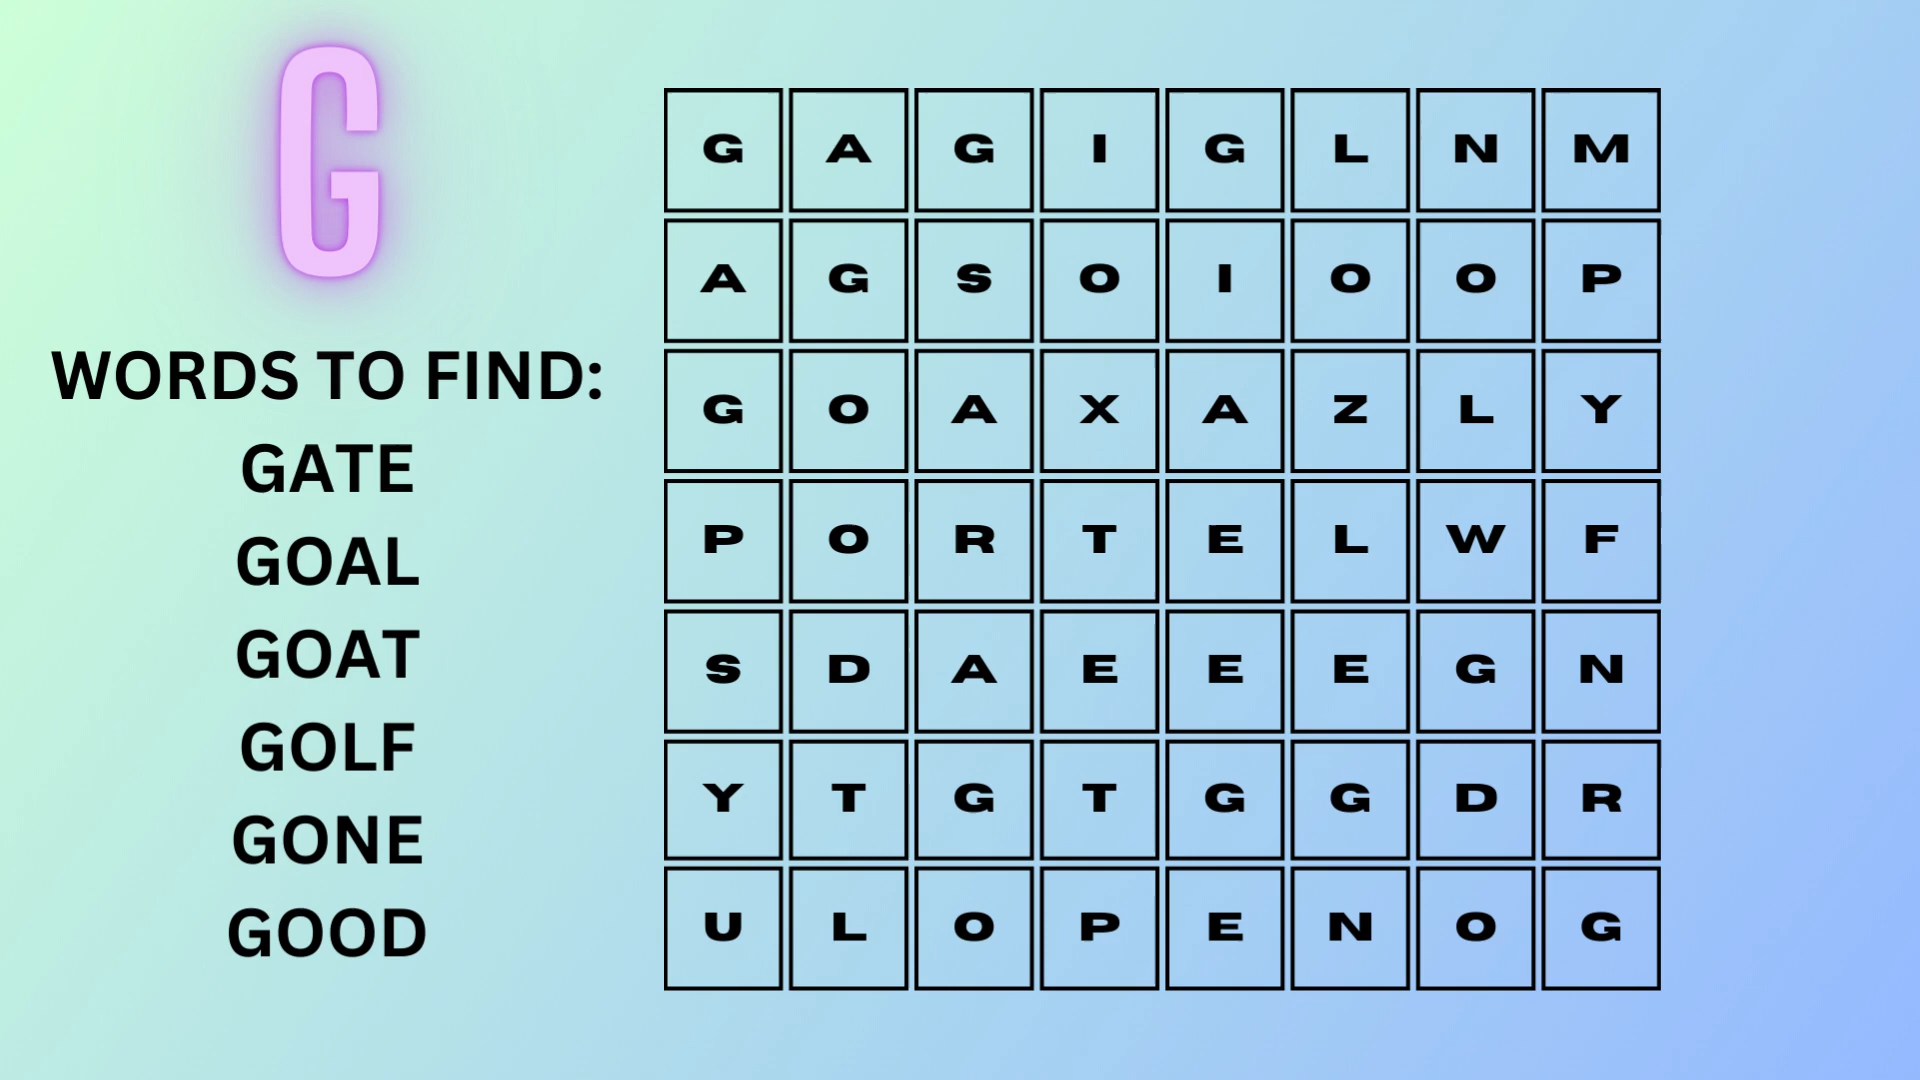 G
WORDS TO FIND:
GATE
GOAL
GOAT
GOLF
GONE
GOOD
G A G I G L N M
A G S O I O O P
G O A X A Z L Y
P O R T E L W F
S D A E E E G N
Y T G T G G D R
U L O P E N O G